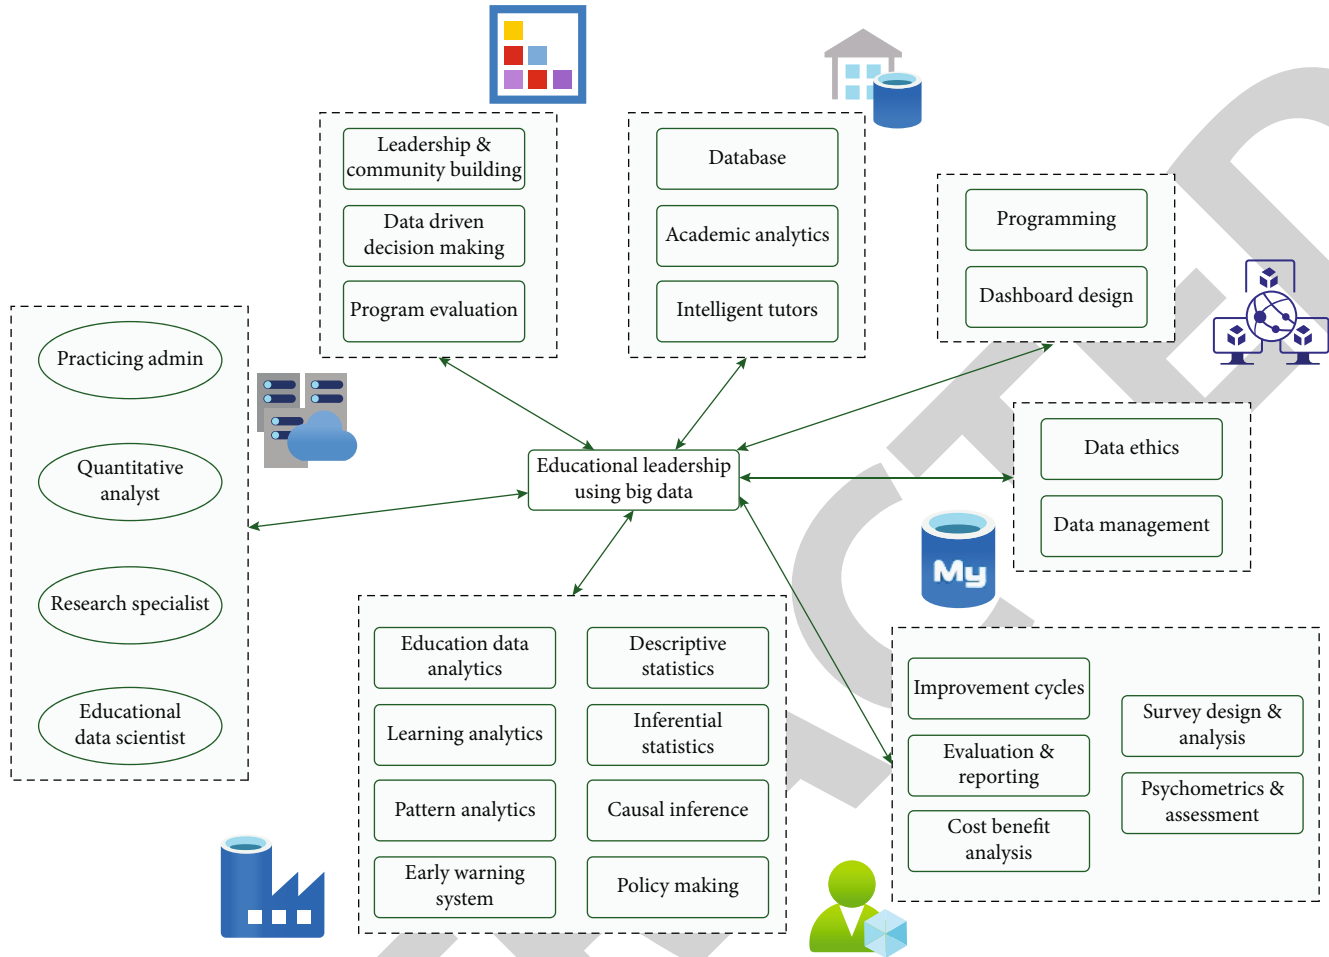 Leadership &
community building
Data driven
decision making
Program evaluation
Database
Academic analytics
Intelligent tutors
Programming
Dashboard design
Practicing admin
Quantitative
analyst
Research specialist
Educational
data scientist
Educational leadership
using big data
Data ethics
Data management
My
Education data
analytics
Learning analytics
Pattern analytics
Early warning
system
Descriptive
statistics
Inferential
statistics
Causal inference
Policy making
Improvement cycles
Evaluation &
reporting
Cost benefit
analysis
Survey design &
analysis
Psychometrics &
assessment